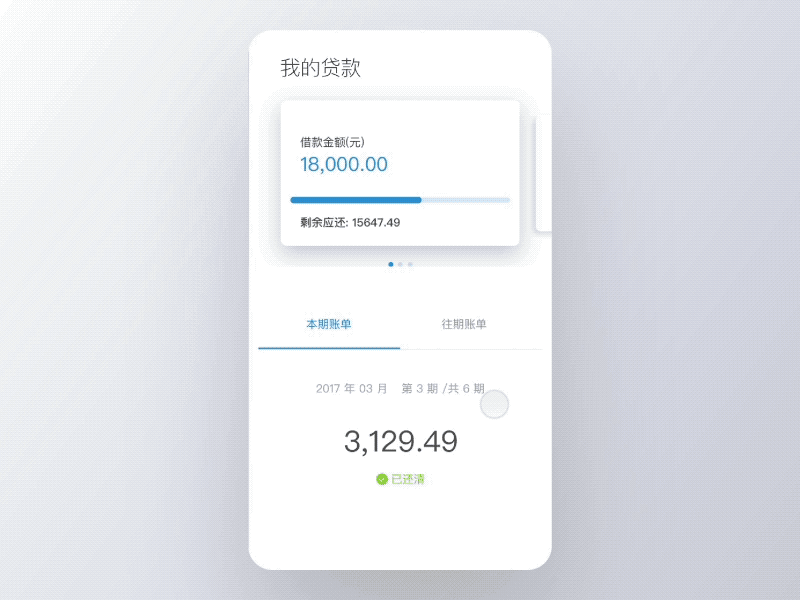 我的贷款
借款金额(元)
18,000.00
剩余应还: 15647.49
本期账单 往期账单
2017 年 03 月 第 3 期 /共 6 期
3,129.49
已还清